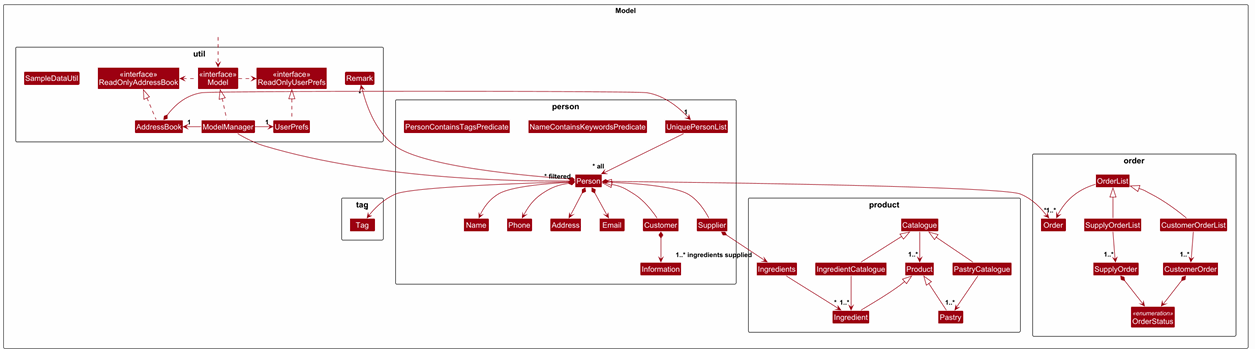 Model
util
SampleDataUtil
«interface»
ReadOnlyAddressBook
«interface»
Model
«interface»
ReadOnlyUserPrefs
Remark
AddressBook
1
ModelManager
1
UserPrefs
person
PersonContainsTagsPredicate
NameContainsKeywordsPredicate
1
UniquePersonList
* all
* filtered
Person
tag
Tag
Name
Phone
Address
Email
Customer
Supplier
1..* ingredients supplied
Information
product
Catalogue
1..*
Ingredients
IngredientCatalogue
Product
PastryCatalogue
*
1..*
1..*
Ingredient
Pastry
order
OrderList
*1..*
Order
SupplyOrderList
CustomerOrderList
1..*
1..*
SupplyOrder
CustomerOrder
«enumeration»
OrderStatus